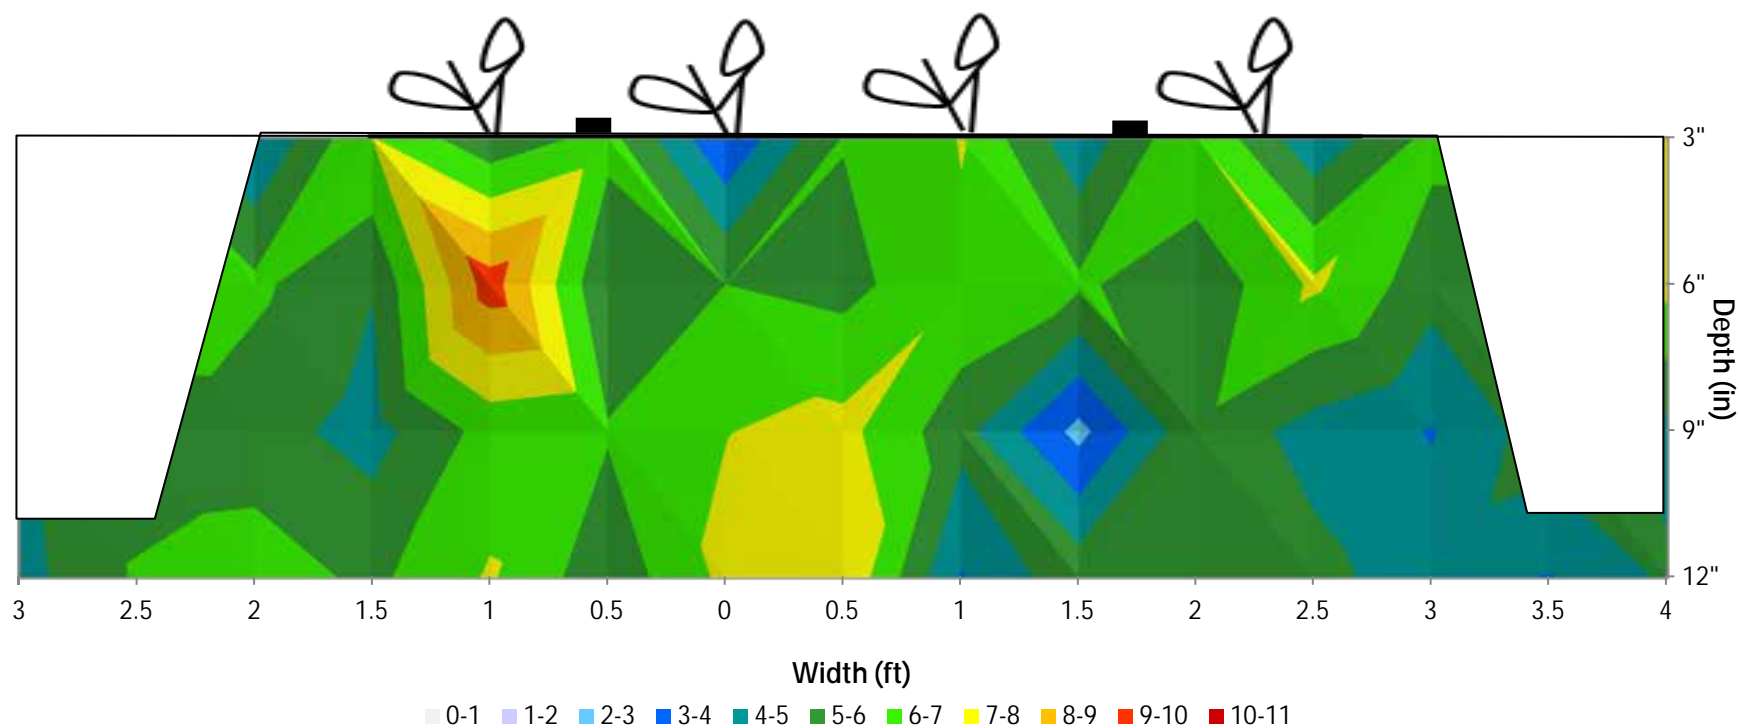 3"
6"
9"
12"
Depth (in)
3 2.5 2 1.5 1 0.5 0 0.5 1 1.5 2 2.5 3 3.5 4
Width (ft)
0-1 1-2 2-3 3-4 4-5 5-6 6-7 7-8 8-9 9-10 10-11